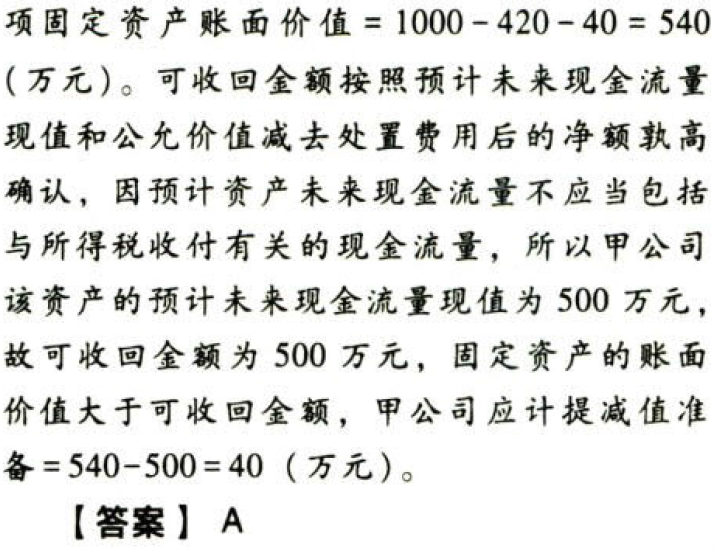 项固定资产账面价值=1000-420-40=540
(万元)。可收回金额按照预计未来现金流量
现值和公允价值减去处置费用后的净额孰高
确认，因预计资产未来现金流量不应当包括
与所得税收付有关的现金流量，所以甲公司
该资产的预计未来现金流量现值为 500 万元，
故可收回金额为 500 万元，固定资产的账面
价值大于可收回金额，甲公司应计提减值准
备=540-500=40 (万元)。
【答案】 A